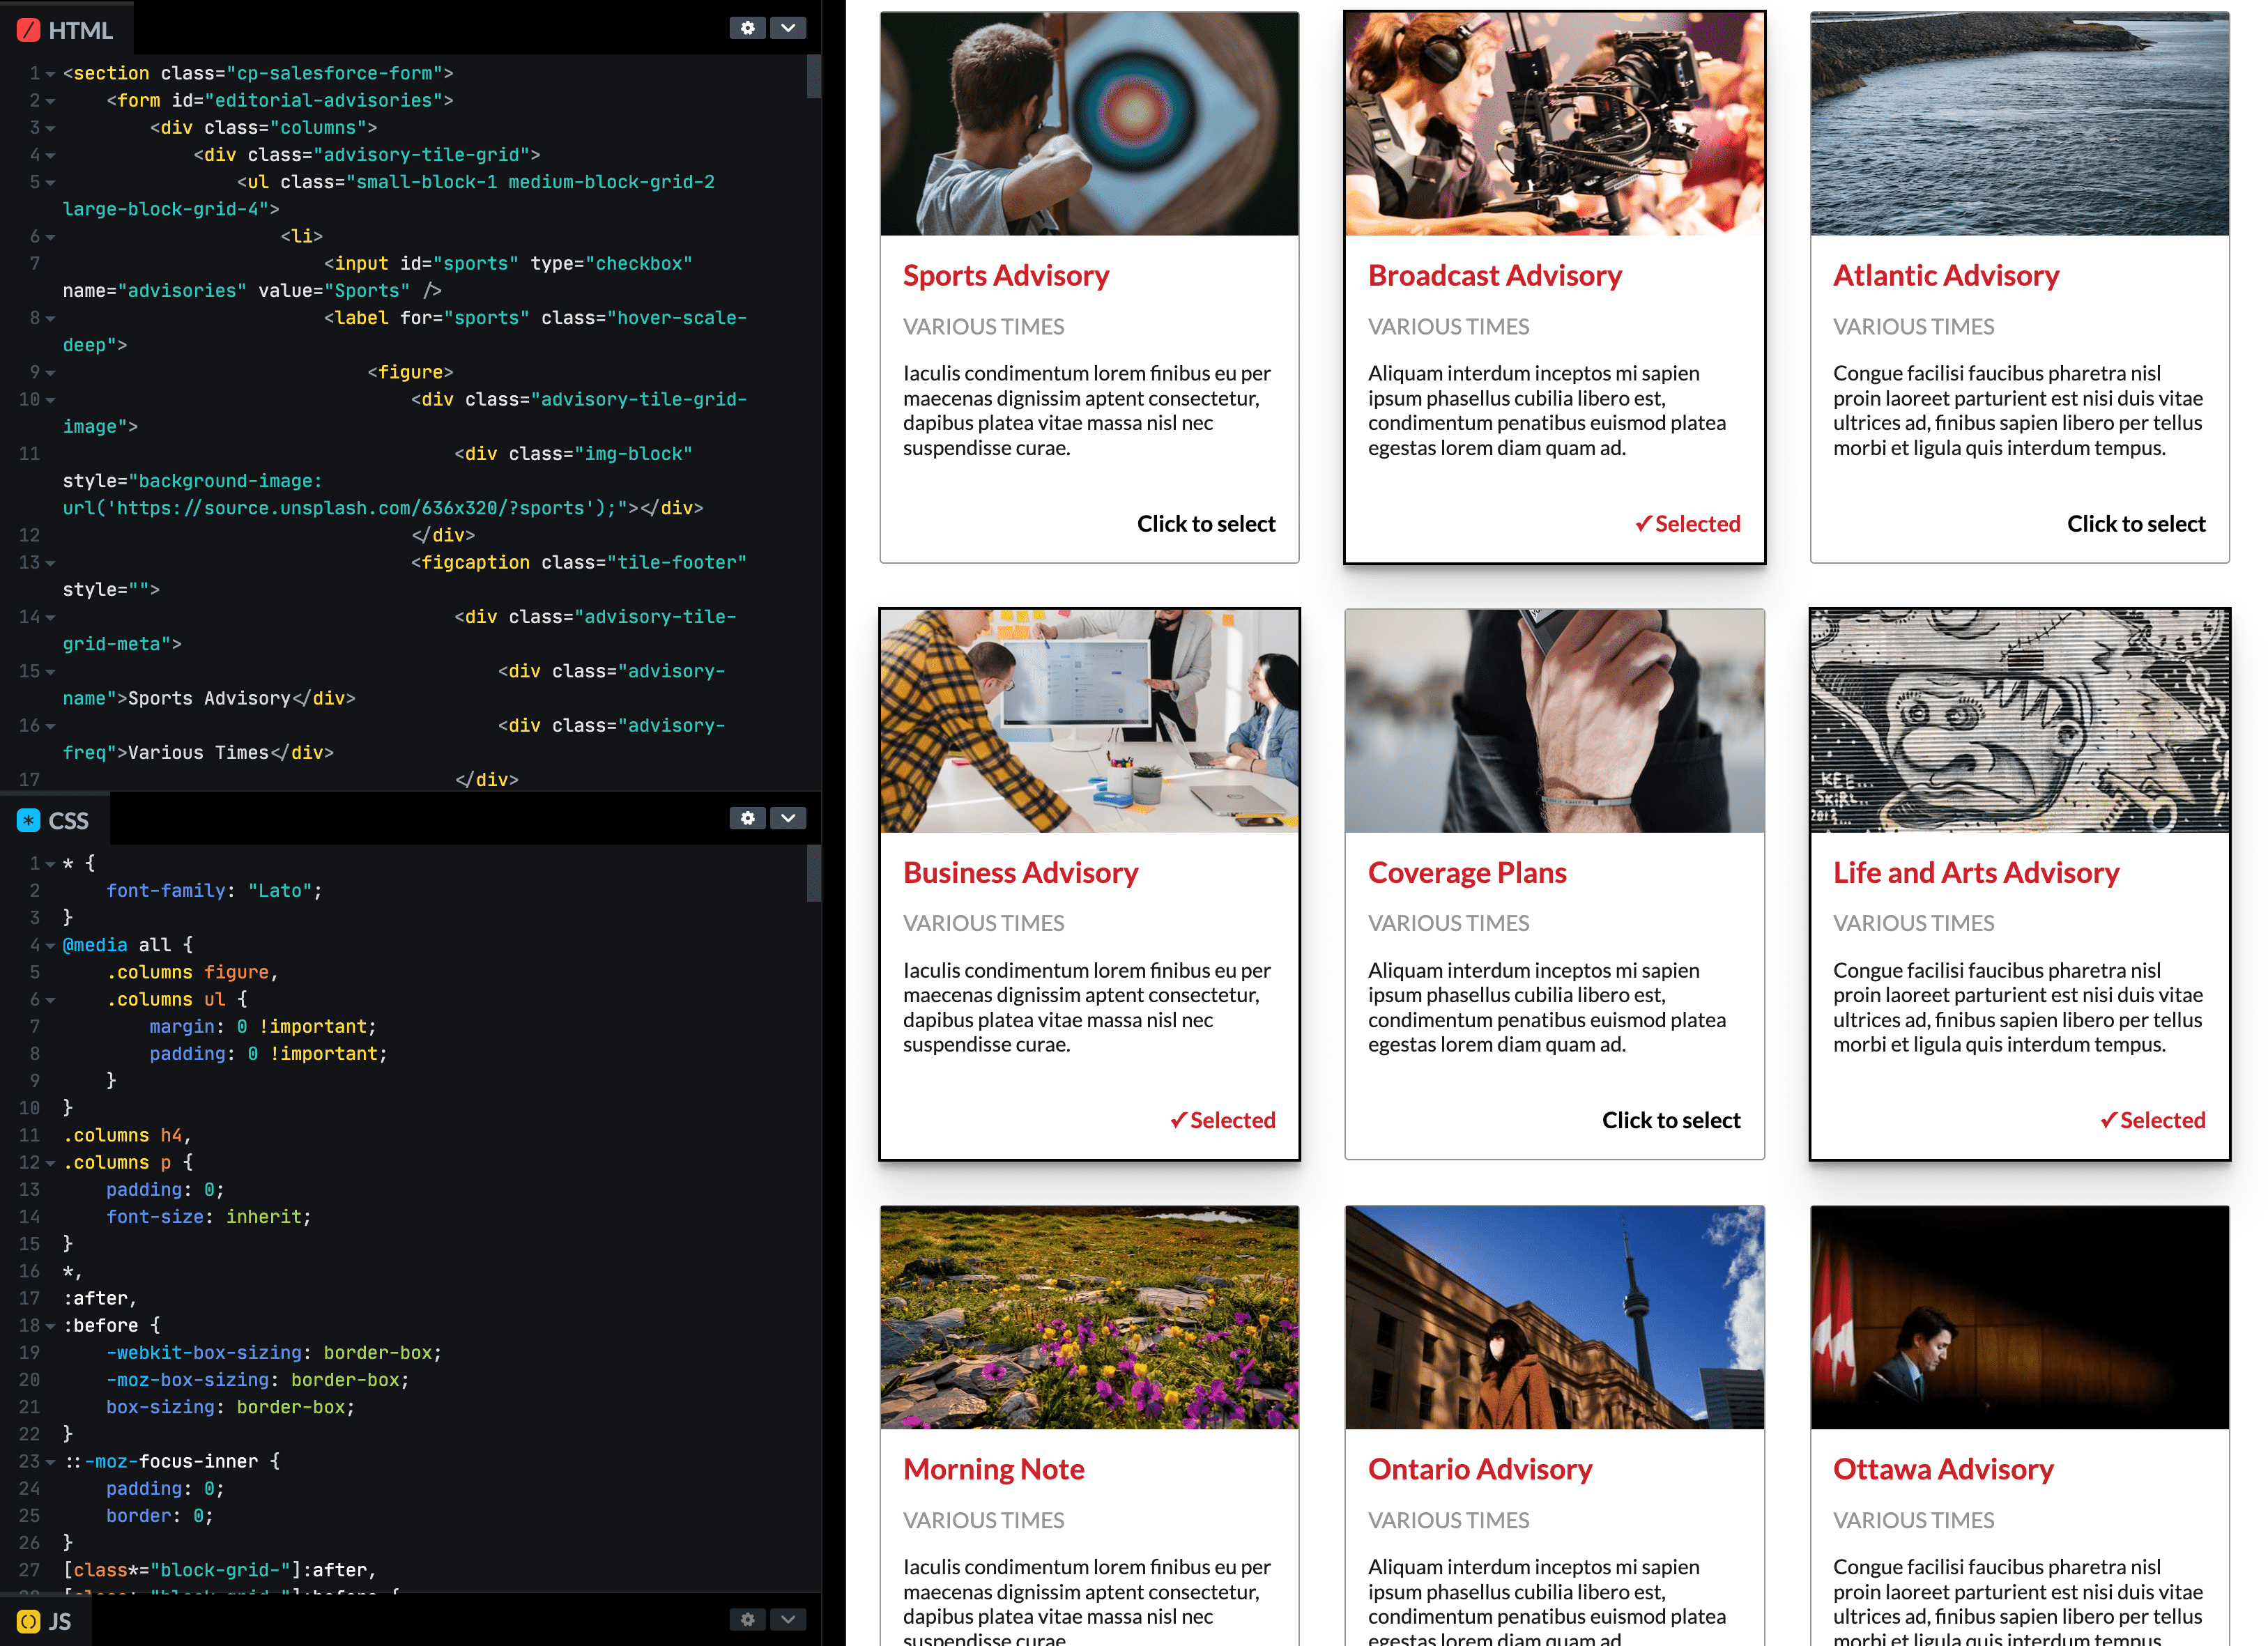 HTML
1 <section class="cp-salesforce-form">
2 <form id="editorial-advisories">
3 <div class="columns">
4 <div class="advisory-tile-grid">
5 <ul class="small-block-1 medium-block-grid-2
large-block-grid-4">
6 <li>
7 <input id="sports" type="checkbox"
name="advisories" value="Sports" />
8 <label for="sports" class="hover-scale-
deep">
9 <figure>
10 <div class="advisory-tile-grid-
image">
11 <div class="img-block"
style="background-image:
url('https://source.unsplash.com/636x320/?sports');"></div>
12 </div>
13 <figcaption class="tile-footer"
style="">
14 <div class="advisory-tile-
grid-meta">
15 <div class="advisory-
name">Sports Advisory</div>
16 <div class="advisory-
freq">Various Times</div>
17 </div>
CSS
1 * {
2 font-family: "Lato";
3 }
4 @media all {
5 .columns figure,
6 .columns ul {
7 margin: 0 !important;
8 padding: 0 !important;
9 }
10 }
11 .columns h4,
12 .columns p {
13 padding: 0;
14 font-size: inherit;
15 }
16 *,
17 :after,
18 :before {
19 -webkit-box-sizing: border-box;
20 -moz-box-sizing: border-box;
21 box-sizing: border-box;
22 }
23 ::-moz-focus-inner {
24 padding: 0;
25 border: 0;
26 }
27 [class*="block-grid-"]:after,
28 [class*="block-grid-"]:before {
JS
Sports Advisory
VARIOUS TIMES
Iaculis condimentum lorem finibus eu per
maecenas dignissim aptent consectetur,
dapibus platea vitae massa nisl nec
suspendisse curae.
Click to select
Broadcast Advisory
VARIOUS TIMES
Aliquam interdum inceptos mi sapien
ipsum phasellus cubilia libero est,
condimentum penatibus euismod platea
egestas lorem diam quam ad.
✓Selected
Atlantic Advisory
VARIOUS TIMES
Congue facilisi faucibus pharetra nisl
proin laoreet parturient est nisi duis vitae
ultrices ad, finibus sapien libero per tellus
morbi et ligula quis interdum tempus.
Click to select
Business Advisory
VARIOUS TIMES
Iaculis condimentum lorem finibus eu per
maecenas dignissim aptent consectetur,
dapibus platea vitae massa nisl nec
suspendisse curae.
✓Selected
Coverage Plans
VARIOUS TIMES
Aliquam interdum inceptos mi sapien
ipsum phasellus cubilia libero est,
condimentum penatibus euismod platea
egestas lorem diam quam ad.
Click to select
KEE...
SKIRL..
2013...
Life and Arts Advisory
VARIOUS TIMES
Congue facilisi faucibus pharetra nisl
proin laoreet parturient est nisi duis vitae
ultrices ad, finibus sapien libero per tellus
morbi et ligula quis interdum tempus.
✓Selected
Morning Note
VARIOUS TIMES
Iaculis condimentum lorem finibus eu per
maecenas dignissim aptent consectetur,
dapibus platea vitae massa nisl nec
suspendisse curae.
Ontario Advisory
VARIOUS TIMES
Aliquam interdum inceptos mi sapien
ipsum phasellus cubilia libero est,
condimentum penatibus euismod platea
egestas lorem diam quam ad.
Ottawa Advisory
VARIOUS TIMES
Congue facilisi faucibus pharetra nisl
proin laoreet parturient est nisi duis vitae
ultrices ad, finibus sapien libero per tellus
morbi et ligula quis interdum tempus.